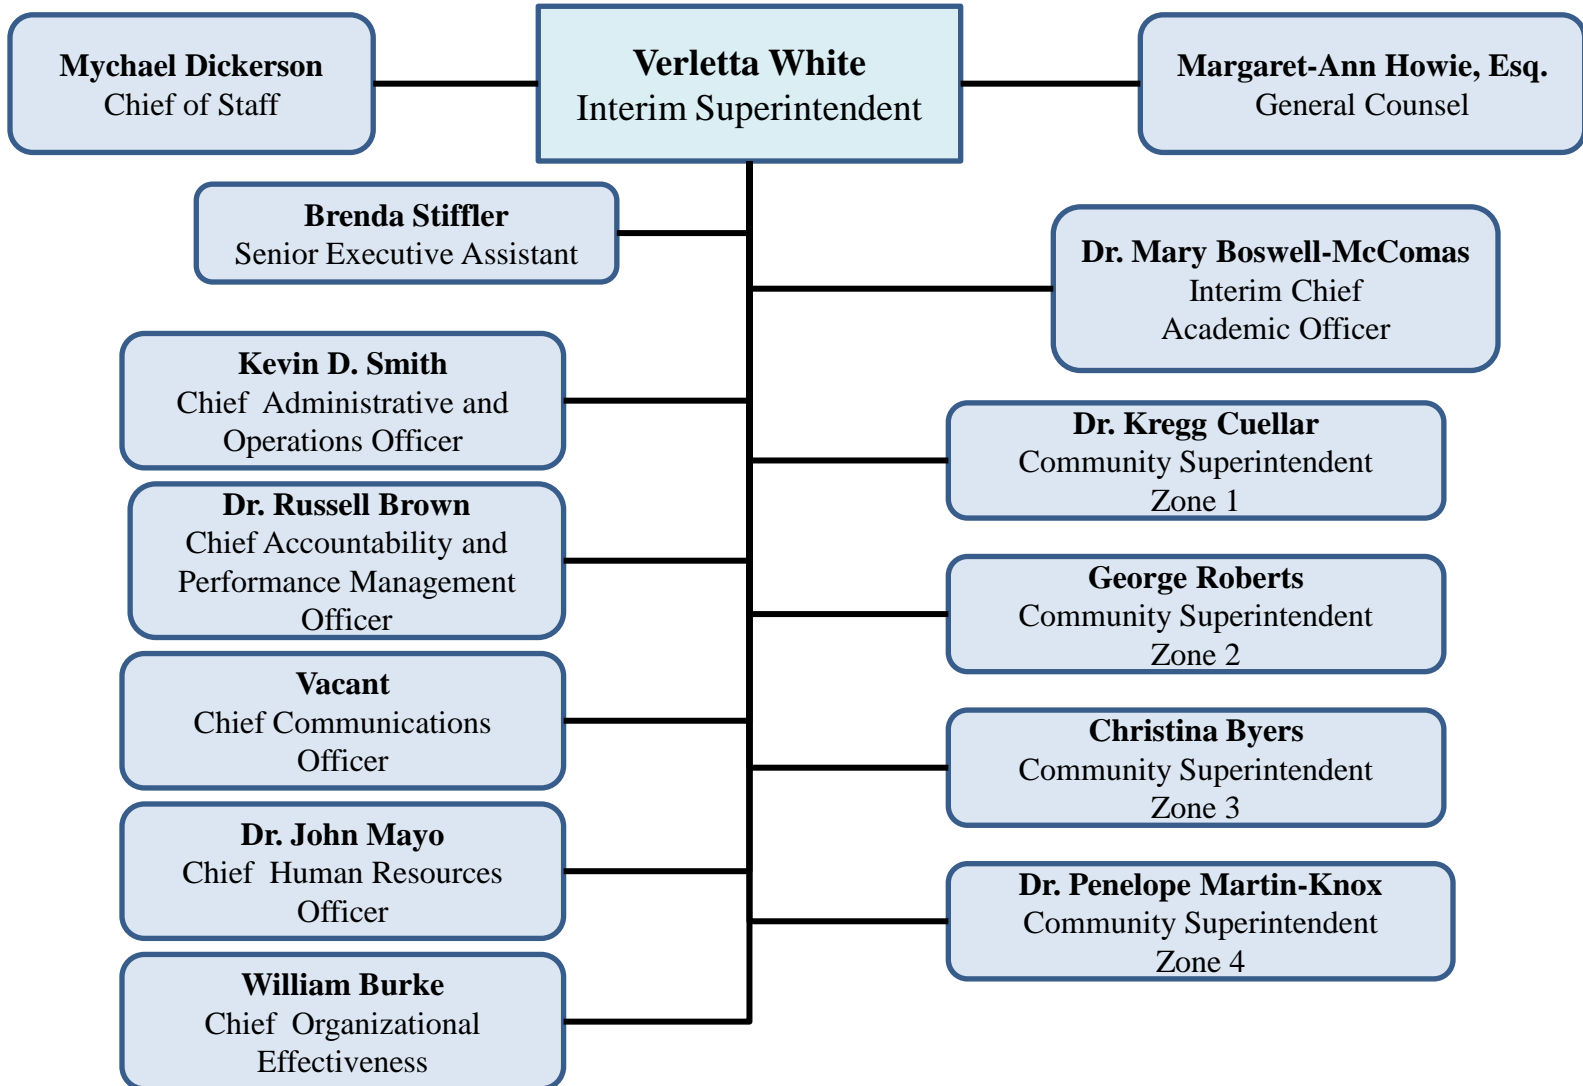 Mychael Dickerson
Chief of Staff
Verletta White
Interim Superintendent
Margaret-Ann Howie, Esq.
General Counsel
Brenda Stiffler
Senior Executive Assistant
Dr. Mary Boswell-McComas
Interim Chief
Academic Officer
Kevin D. Smith
Chief Administrative and
Operations Officer
Dr. Kregg Cuellar
Community Superintendent
Zone 1
Dr. Russell Brown
Chief Accountability and
Performance Management
Officer
George Roberts
Community Superintendent
Zone 2
Vacant
Chief Communications
Officer
Christina Byers
Community Superintendent
Zone 3
Dr. John Mayo
Chief Human Resources
Officer
Dr. Penelope Martin-Knox
Community Superintendent
Zone 4
William Burke
Chief Organizational
Effectiveness